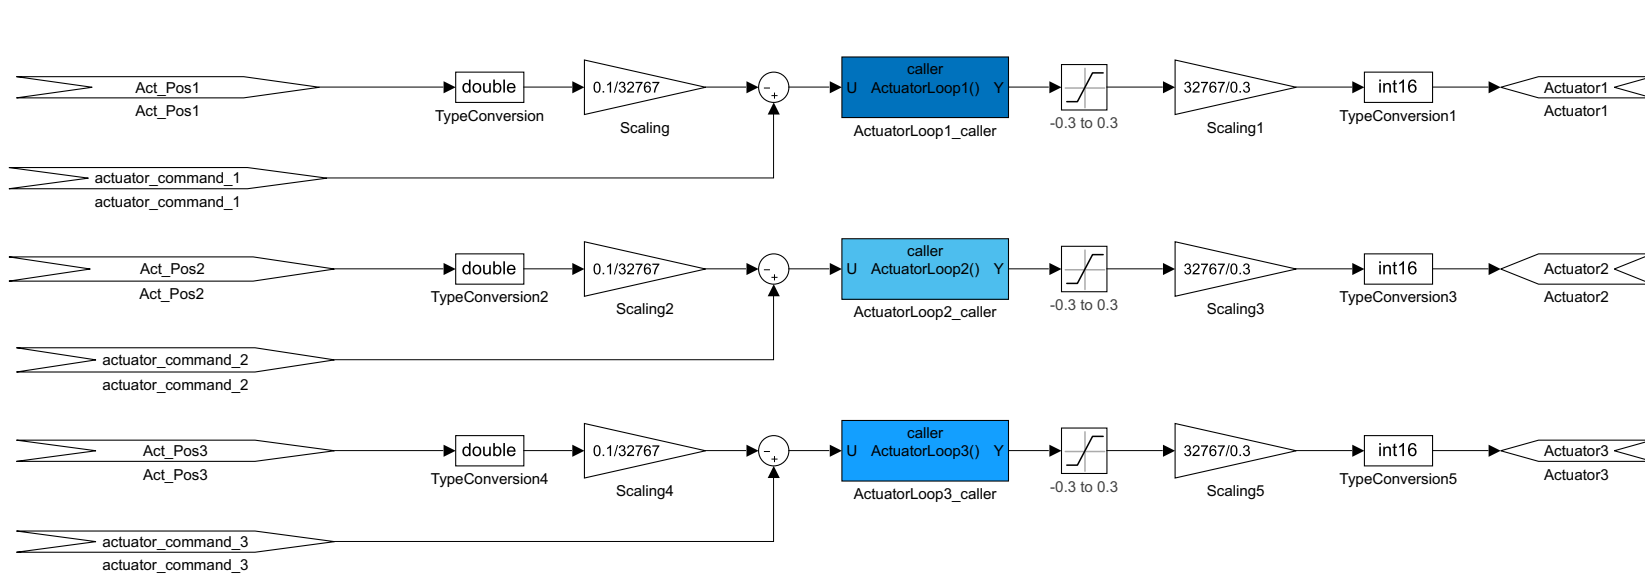 caller
Act_Pos1 double 0.1/32767 - + U ActuatorLoop1() Y 32767/0.3 int16 Actuator1
Act_Pos1 TypeConversion Scaling ActuatorLoop1_caller -0.3 to 0.3 Scaling1 TypeConversion1 Actuator1
actuator_command_1
actuator_command_1
caller
Act_Pos2 double 0.1/32767 - + U ActuatorLoop2() Y 32767/0.3 int16 Actuator2
Act_Pos2 TypeConversion2 Scaling2 ActuatorLoop2_caller -0.3 to 0.3 Scaling3 TypeConversion3 Actuator2
actuator_command_2
actuator_command_2
caller
Act_Pos3 double 0.1/32767 - + U ActuatorLoop3() Y 32767/0.3 int16 Actuator3
Act_Pos3 TypeConversion4 Scaling4 ActuatorLoop3_caller -0.3 to 0.3 Scaling5 TypeConversion5 Actuator3
actuator_command_3
actuator_command_3